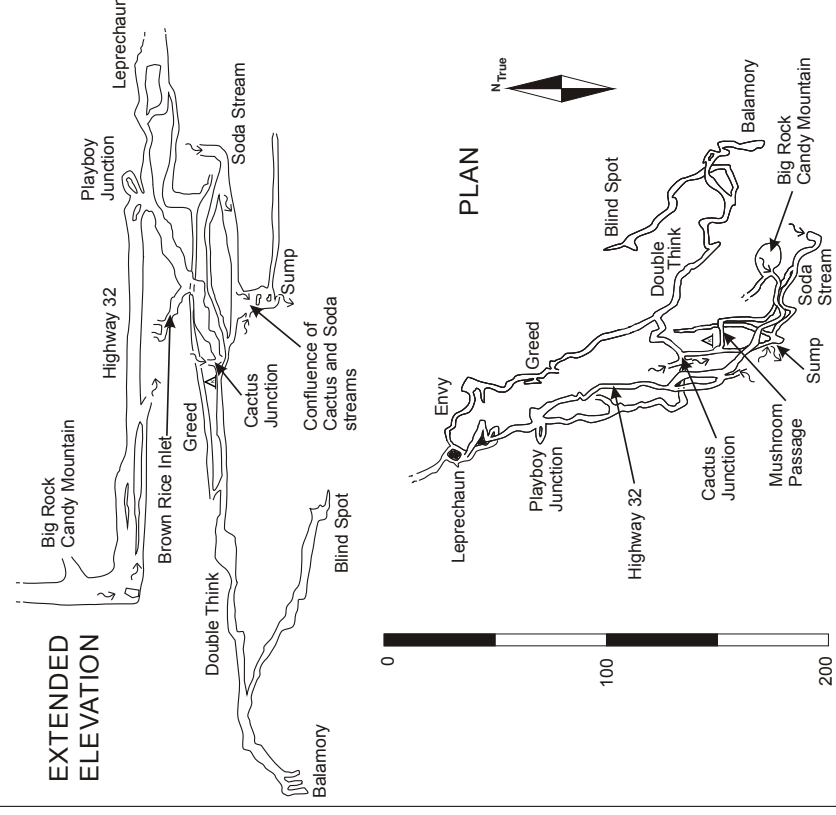 EXTENDED
ELEVATION
Big Rock
Candy Mountain
Highway 32
Playboy
Junction
Leprechaun
Soda Stream
Sump
Confluence of
Cactus and Soda
streams
Cactus
Junction
Greed
Brown Rice Inlet
Double Think
Blind Spot
Balamory
PLAN
N True
Blind Spot
Balamory
Big Rock
Candy Mountain
Double
Think
Soda
Stream
Sump
Mushroom
Passage
Cactus
Junction
Highway 32
Playboy
Junction
Leprechaun
Envy
Greed
0
100
200